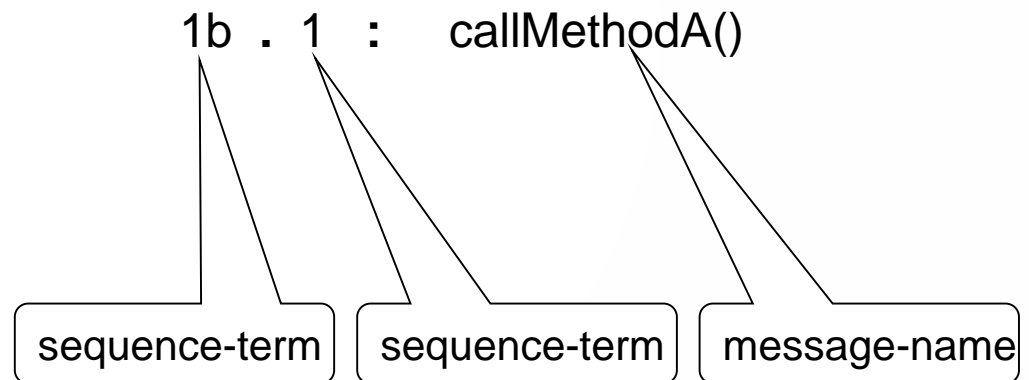 1b . 1 : callMethodA()
sequence-term sequence-term message-name